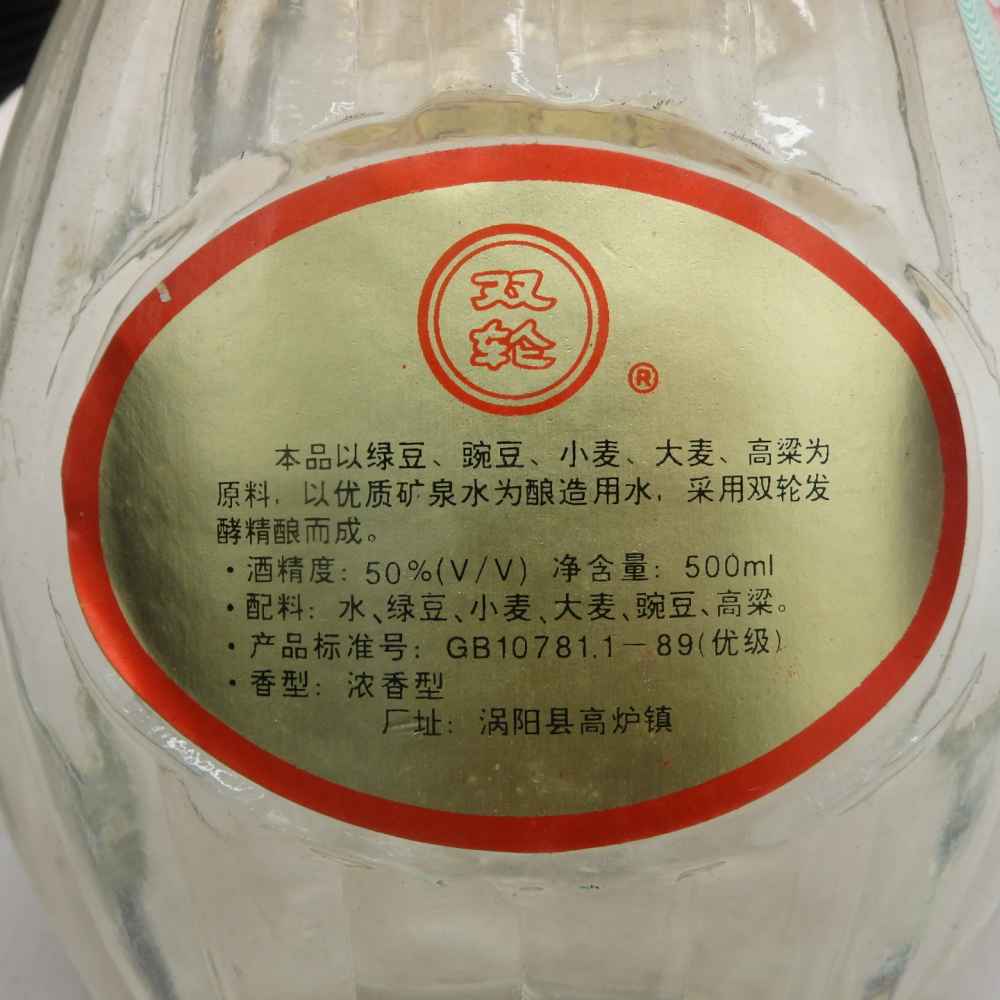 双
轮
®
本品以绿豆、豌豆、小麦、大麦、高粱为
原料，以优质矿泉水为酿造用水，采用双轮发
酵精酿而成。
·酒精度：50%(V/V) 净含量：500ml
·配料：水、绿豆、小麦、大麦、豌豆、高粱。
·产品标准号：GB10781.1－89(优级)
·香型：浓香型
厂址：涡阳县高炉镇